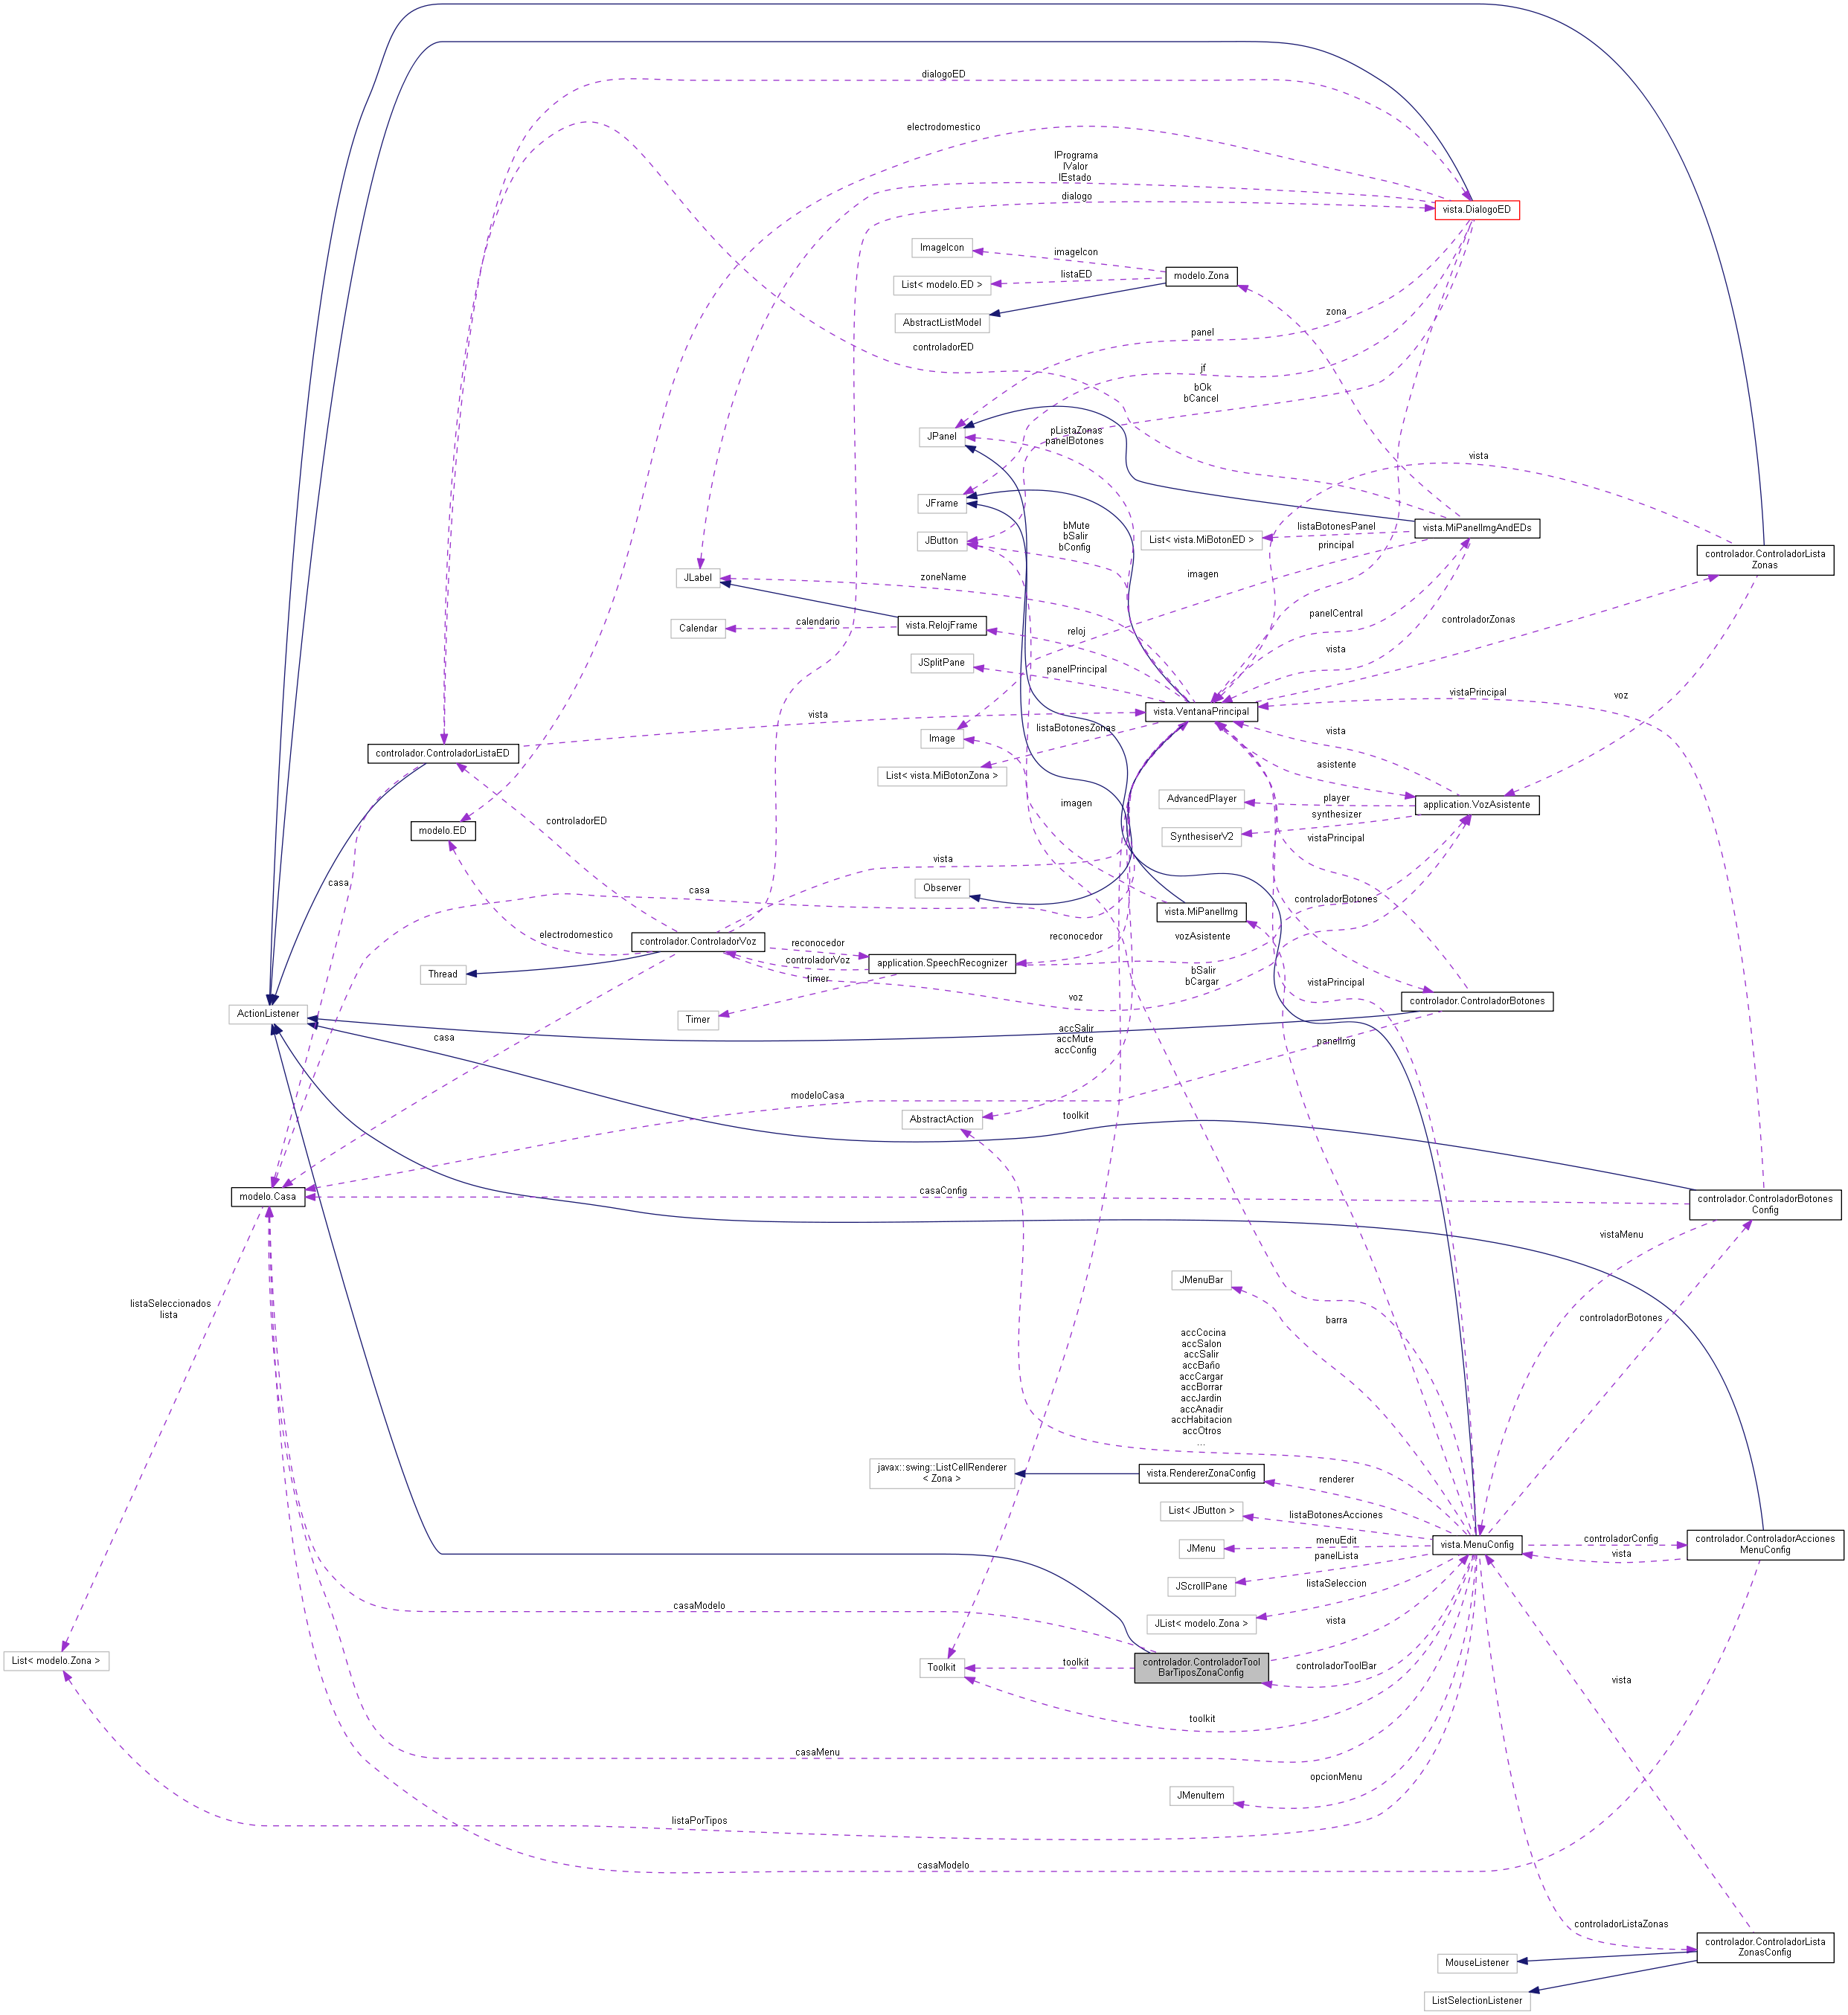 dialogoED
electrodomestico
lPrograma
lValor
lEstado
dialogo
vista.DialogoED
ImageIcon
imageIcon
modelo.Zona
listaED
List< modelo.ED >
AbstractListModel
zona
panel
controladorED
jf
bOk
bCancel
pListaZonas
panelBotones
JPanel
vista
JFrame
vista.MiPanelImgAndEDs
bMute
bSalir
bConfig
listaBotonesPanel
List< vista.MiBotonED >
JButton
principal
controlador.ControladorLista
Zonas
imagen
zoneName
JLabel
panelCentral
controladorZonas
calendario
vista.RelojFrame
Calendar
reloj
vista
JSplitPane
panelPrincipal
voz
vistaPrincipal
vista.VentanaPrincipal
vista
listaBotonesZonas
vista
Image
controlador.ControladorListaED
asistente
List< vista.MiBotonZona >
AdvancedPlayer
player
application.VozAsistente
imagen
synthesizer
controladorED
modelo.ED
SynthesiserV2
vistaPrincipal
vista
casa
casa
Observer
controladorBotones
vista.MiPanelImg
electrodomestico
controlador.ControladorVoz
reconocedor
reconocedor
vozAsistente
controladorVoz
application.SpeechRecognizer
Thread
timer
bSalir
bCargar
vistaPrincipal
voz
controlador.ControladorBotones
ActionListener
Timer
accSalir
accMute
accConfig
casa
panelImg
modeloCasa
toolkit
AbstractAction
casaConfig
modelo.Casa
controlador.ControladorBotones
Config
vistaMenu
JMenuBar
listaSeleccionados
lista
barra
controladorBotones
accCocina
accSalon
accSalir
accBaño
accCargar
accBorrar
accJardin
accAnadir
accHabitacion
accOtros
...
javax::swing::ListCellRenderer
< Zona >
vista.RendererZonaConfig
renderer
List< JButton >
listaBotonesAcciones
JMenu
menuEdit
vista.MenuConfig
controladorConfig
controlador.ControladorAcciones
MenuConfig
panelLista
vista
JScrollPane
listaSeleccion
casaModelo
JList< modelo.Zona >
vista
List< modelo.Zona >
Toolkit
toolkit
controlador.ControladorTool
BarTiposZonaConfig
controladorToolBar
vista
toolkit
casaMenu
opcionMenu
JMenuItem
listaPorTipos
casaModelo
controladorListaZonas
controlador.ControladorLista
ZonasConfig
MouseListener
ListSelectionListener